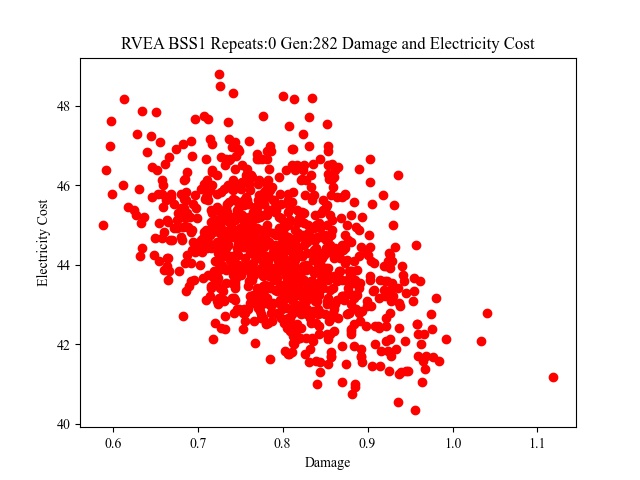 RVEA BSS1 Repeats:0 Gen:282 Damage and Electricity Cost
48
46
44
42
40
Electricity Cost
0.6 0.7 0.8 0.9 1.0 1.1
Damage